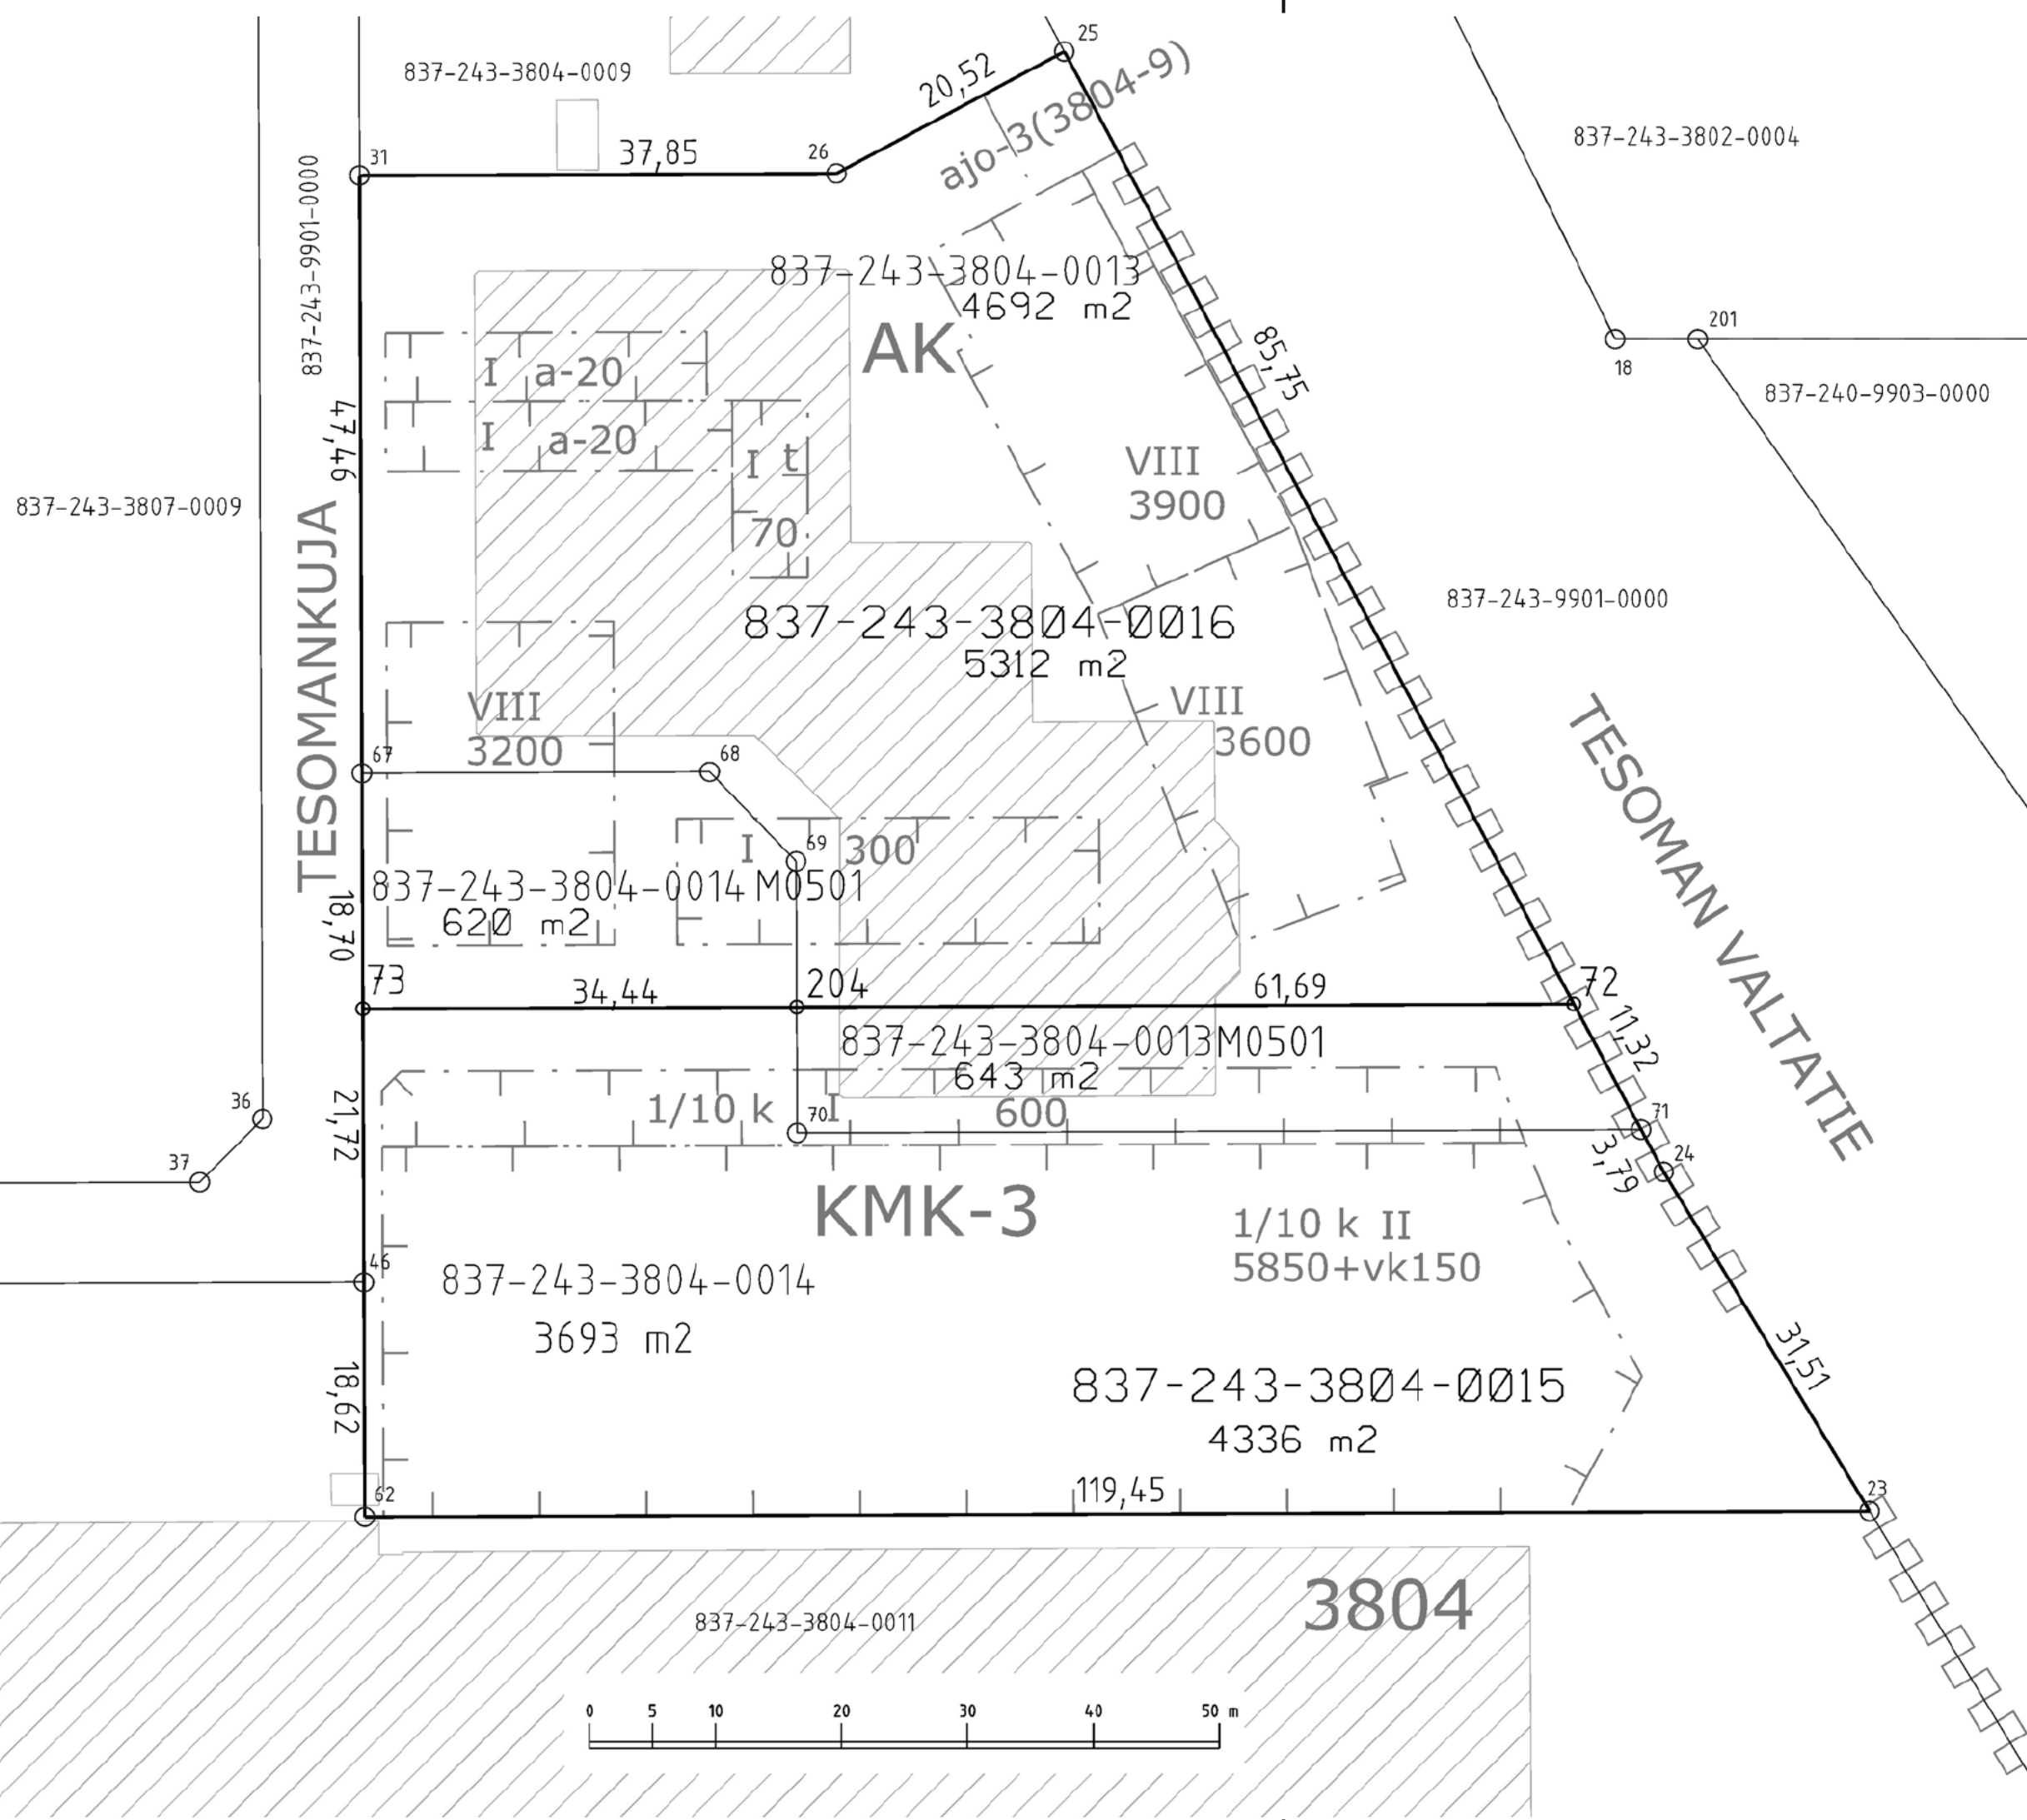 25
837-243-3804-0009
20,52
ajo-3(3804-9)
837-243-3802-0004
31
37,85
26
837-243-9901-0000
837-243-3804-0013
4692 m2
AK
85,75
201
18
837-240-9903-0000
I a-20
I a-20
47,46
I t
70
VIII
3900
837-243-3807-0009
TESOMANKUJA
837-243-9901-0000
837-243-3804-0016
5312 m2
VIII
3200
VIII
3600
67
68
TESOMAN VALTATIE
69
I 300
837-243-3804-0014 M0501
620 m2
18,70
73
34,44
204
61,69
72
11,32
837-243-3804-0013M0501
643 m2
1/10 k I
600
70
71
36
37
21,72
3,79
24
KMK-3
1/10 k II
5850+vk150
46
837-243-3804-0014
3693 m2
31,51
837-243-3804-0015
4336 m2
18,62
119,45
62
23
3804
837-243-3804-0011
0 5 10 20 30 40 50 m